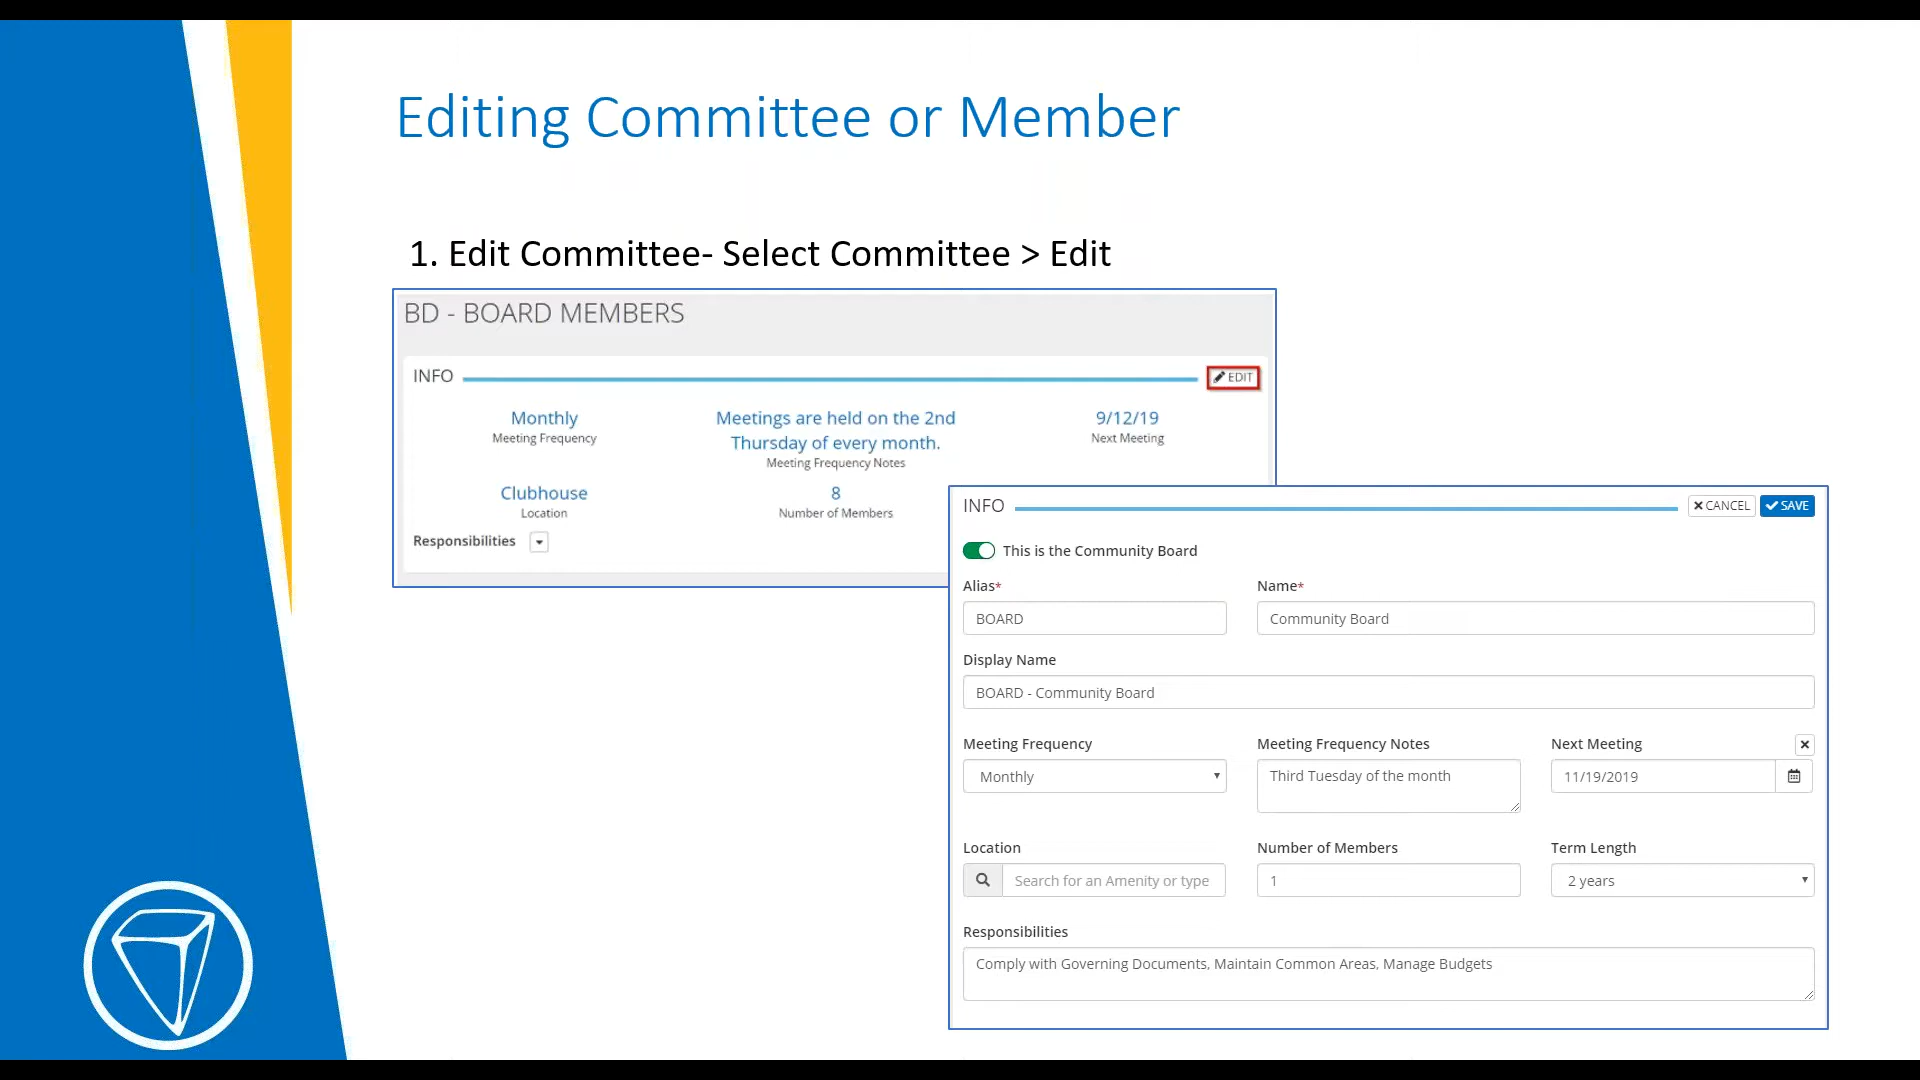 Editing Committee or Member
1. Edit Committee- Select Committee > Edit
BD - BOARD MEMBERS
INFO
EDIT
Monthly
Meeting Frequency
Meetings are held on the 2nd
Thursday of every month.
Meeting Frequency Notes
9/12/19
Next Meeting
Clubhouse
Location
8
Number of Members
Responsibilities
INFO
CANCEL
SAVE
This is the Community Board
Alias*
Name*
BOARD
Community Board
Display Name
BOARD - Community Board
Meeting Frequency
Meeting Frequency Notes
Next Meeting
Monthly
Third Tuesday of the month
11/19/2019
Location
Number of Members
Term Length
Search for an Amenity or type
1
2 years
Responsibilities
Comply with Governing Documents, Maintain Common Areas, Manage Budgets